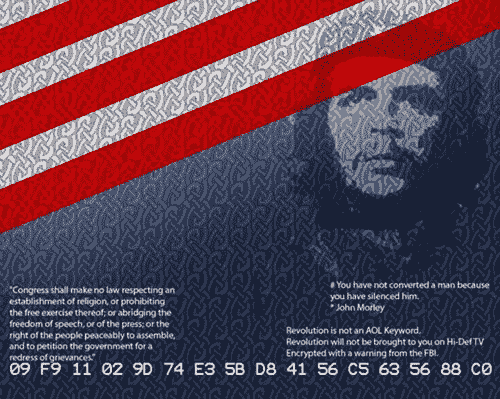 "Congress shall make no law respecting an
establishment of religion, or prohibiting
the free exercise thereof; or abridging the
freedom of speech, or of the press; or the
right of the people peaceably to assemble,
and to petition the government for a
redress of grievances."
# You have not converted a man because
you have silenced him.
* John Morley
Revolution is not an AOL Keyword.
Revolution will not be brought to you on Hi-Def TV
Encrypted with a warning from the FBI.
09 F9 11 02 9D 74 E3 5B D8 41 56 C5 63 56 88 C0